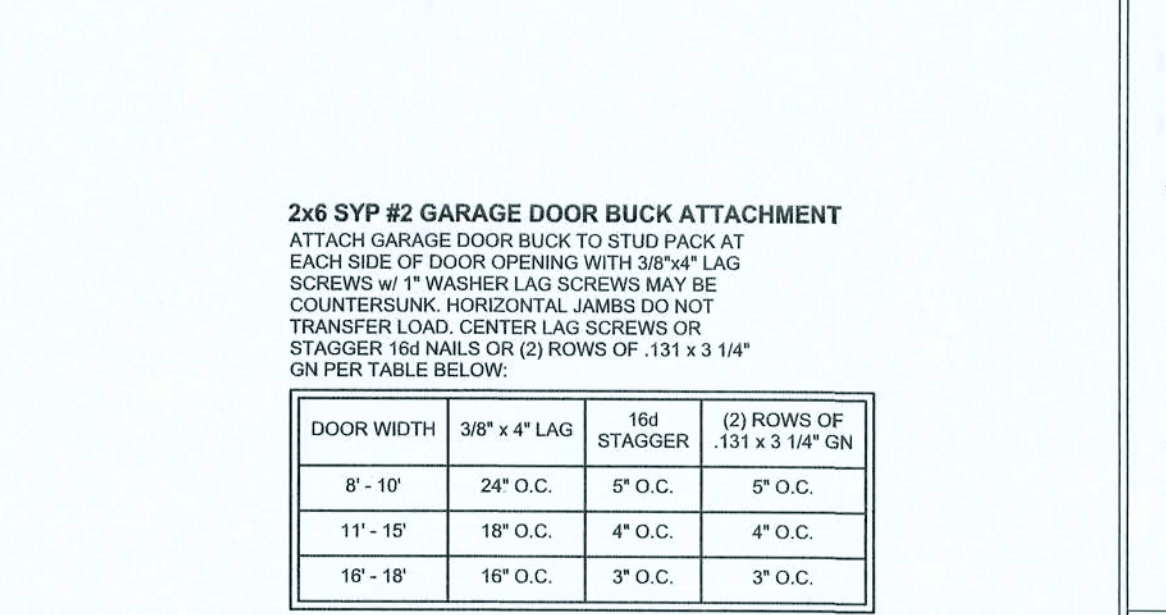 2x6 SYP #2 GARAGE DOOR BUCK ATTACHMENT
ATTACH GARAGE DOOR BUCK TO STUD PACK AT
EACH SIDE OF DOOR OPENING WITH 3/8"x4" LAG
SCREWS w/ 1" WASHER LAG SCREWS MAY BE
COUNTERSUNK. HORIZONTAL JAMBS DO NOT
TRANSFER LOAD. CENTER LAG SCREWS OR
STAGGER 16d NAILS OR (2) ROWS OF .131 x 3 1/4"
GN PER TABLE BELOW:
DOOR WIDTH 3/8" x 4" LAG 16d STAGGER (2) ROWS OF .131 x 3 1/4" GN
8' - 10' 24" O.C. 5" O.C. 5" O.C.
11' - 15' 18" O.C. 4" O.C. 4" O.C.
16' - 18' 16" O.C. 3" O.C. 3" O.C.